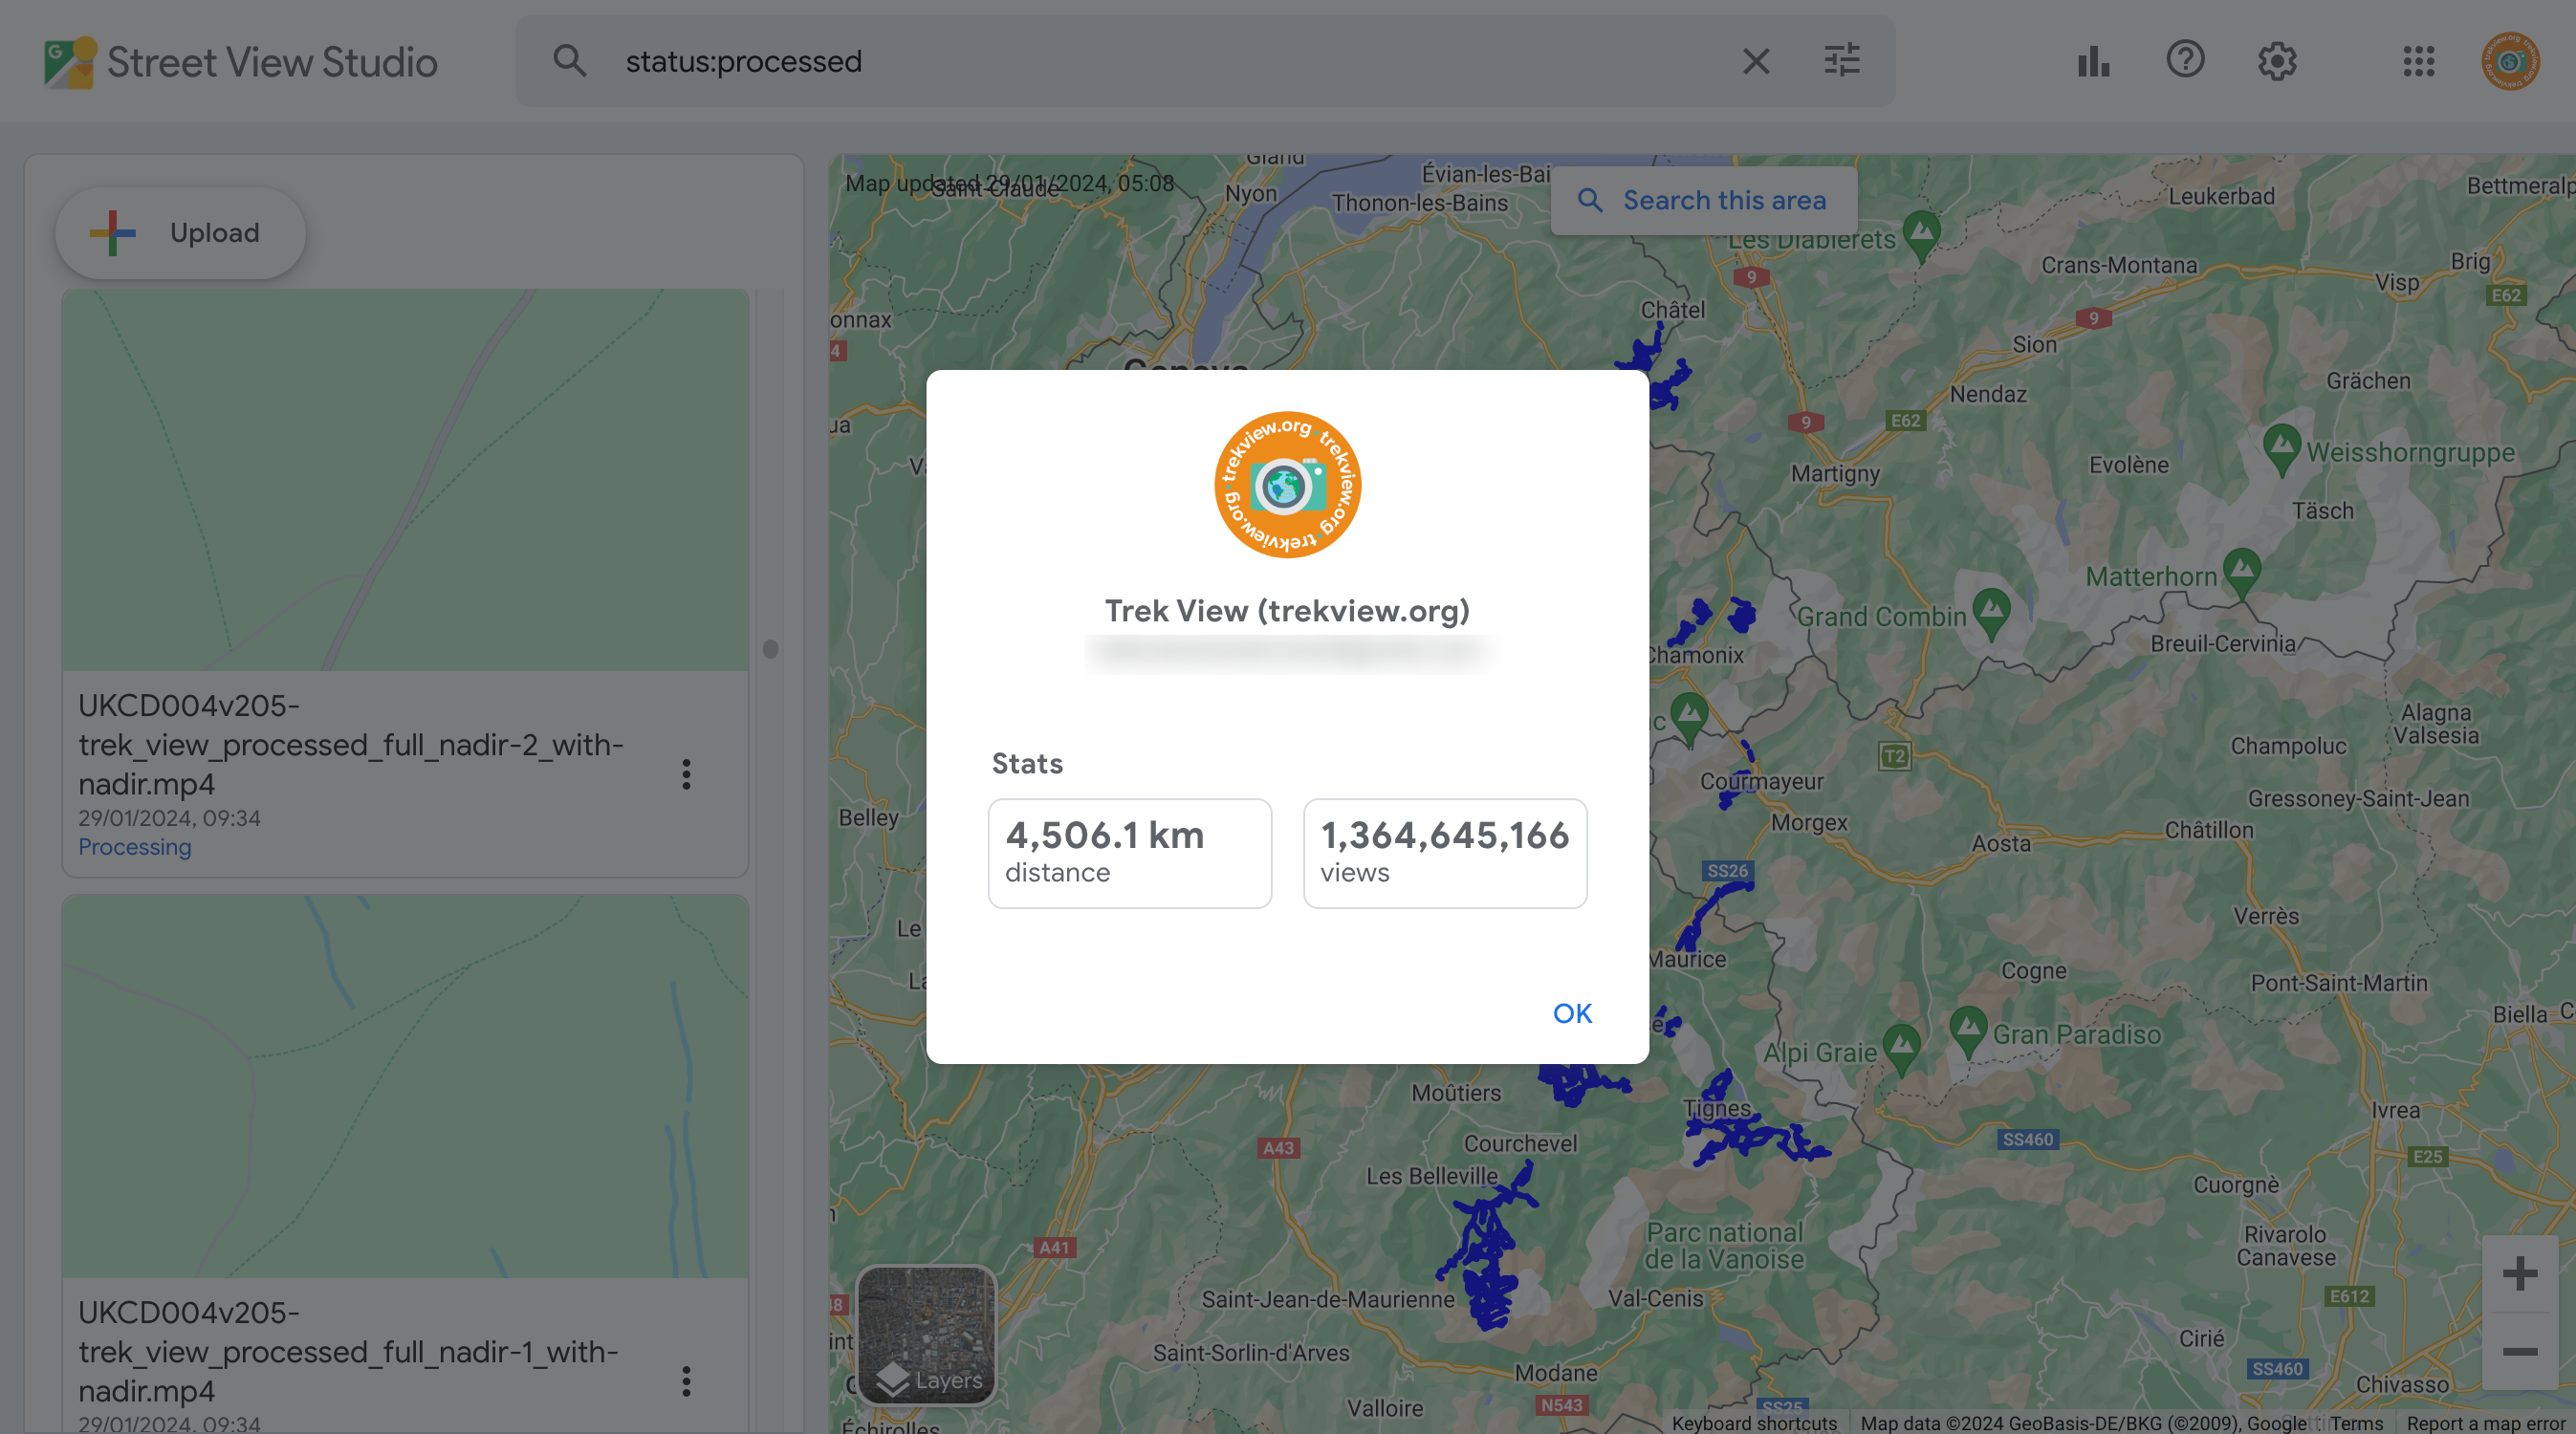 Street View Studio
status:processed
Upload
UKCD004v205-
trek_view_processed_full_nadir-2_with-
nadir.mp4
29/01/2024, 09:34
Processing
UKCD004v205-
trek_view_processed_full_nadir-1_with-
nadir.mp4
29/01/2024, 09:34
Map updated 29/01/2024, 05:08
Saint-Claude
Gland
Nyon
Évian-les-Bai
Thonon-les-Bains
Search this area
Les Diablerets
Leukerbad
Bettmeralp
Crans-Montana
Brig
Visp
E62
9
onnax
4
Châtel
9
Sion
Genève
Nendaz
Grächen
9
E62
ua
Martigny
Evolène
Weisshorngruppe
Täsch
Matterhorn
Grand Combin
Breuil-Cervinia
Chamonix
c
Alagna
Valsesia
Champoluc
T2
Courmayeur
Gressoney-Saint-Jean
Belley
Morgex
Châtillon
Aosta
SS26
Verrès
Le
Maurice
Cogne
Pont-Saint-Martin
Biella
Gran Paradiso
Alpi Graie
Moûtiers
Tignes
Ivrea
A43
Courchevel
SS460
E25
Les Belleville
Cuorgnè
Parc national
de la Vanoise
Rivarolo
Canavese
A41
Saint-Jean-de-Maurienne
Val-Cenis
E612
Cirié
Saint-Sorlin-d'Arves
Modane
SS460
Chivasso
Layers
Valloire
N543
SS25
Échirolles
Keyboard shortcuts
Map data ©2024 GeoBasis-DE/BKG (©2009), Google
Terms
Report a map error
trekview.org trekview.org trekview.org
Trek View (trekview.org)
Stats
4,506.1 km
distance
1,364,645,166
views
OK